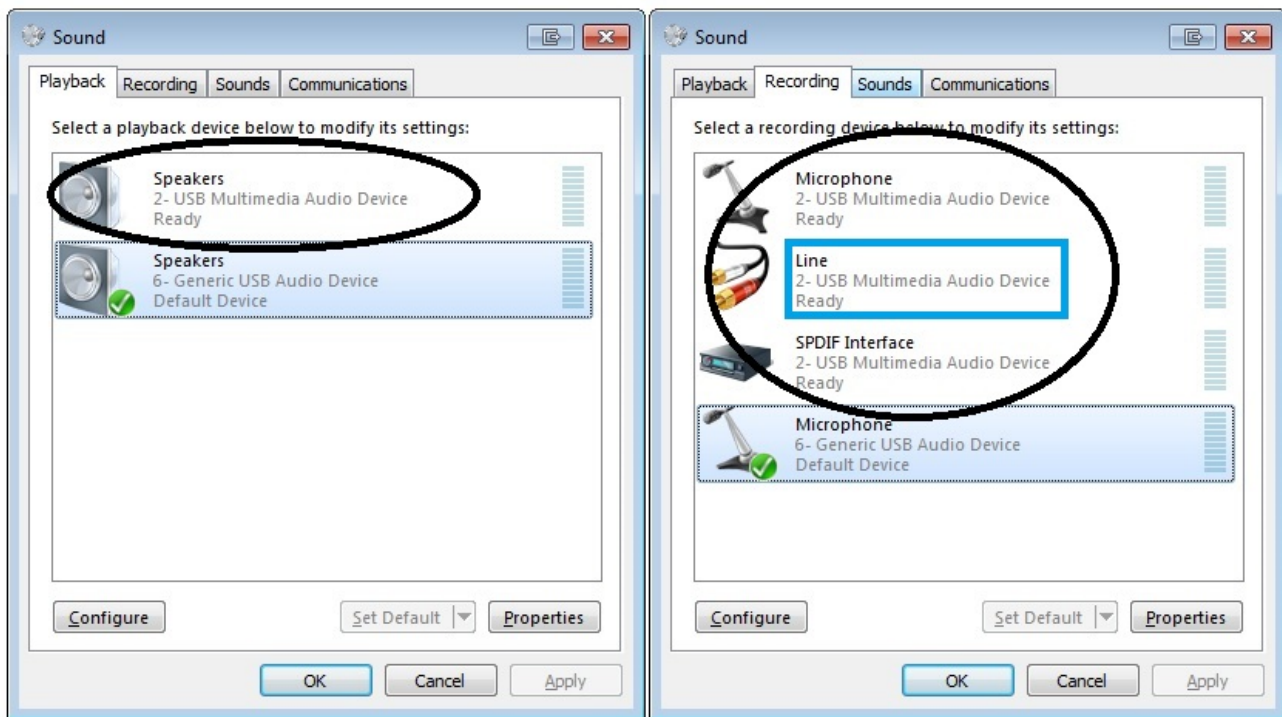 Sound
Playback Recording Sounds Communications
Select a playback device below to modify its settings:
Speakers
2- USB Multimedia Audio Device
Ready
Speakers
6- Generic USB Audio Device
Default Device
Configure Set Default Properties
OK Cancel Apply
Sound
Playback Recording Sounds Communications
Select a recording device below to modify its settings:
Microphone
2- USB Multimedia Audio Device
Ready
Line
2- USB Multimedia Audio Device
Ready
SPDIF Interface
2- USB Multimedia Audio Device
Ready
Microphone
6- Generic USB Audio Device
Default Device
Configure Set Default Properties
OK Cancel Apply